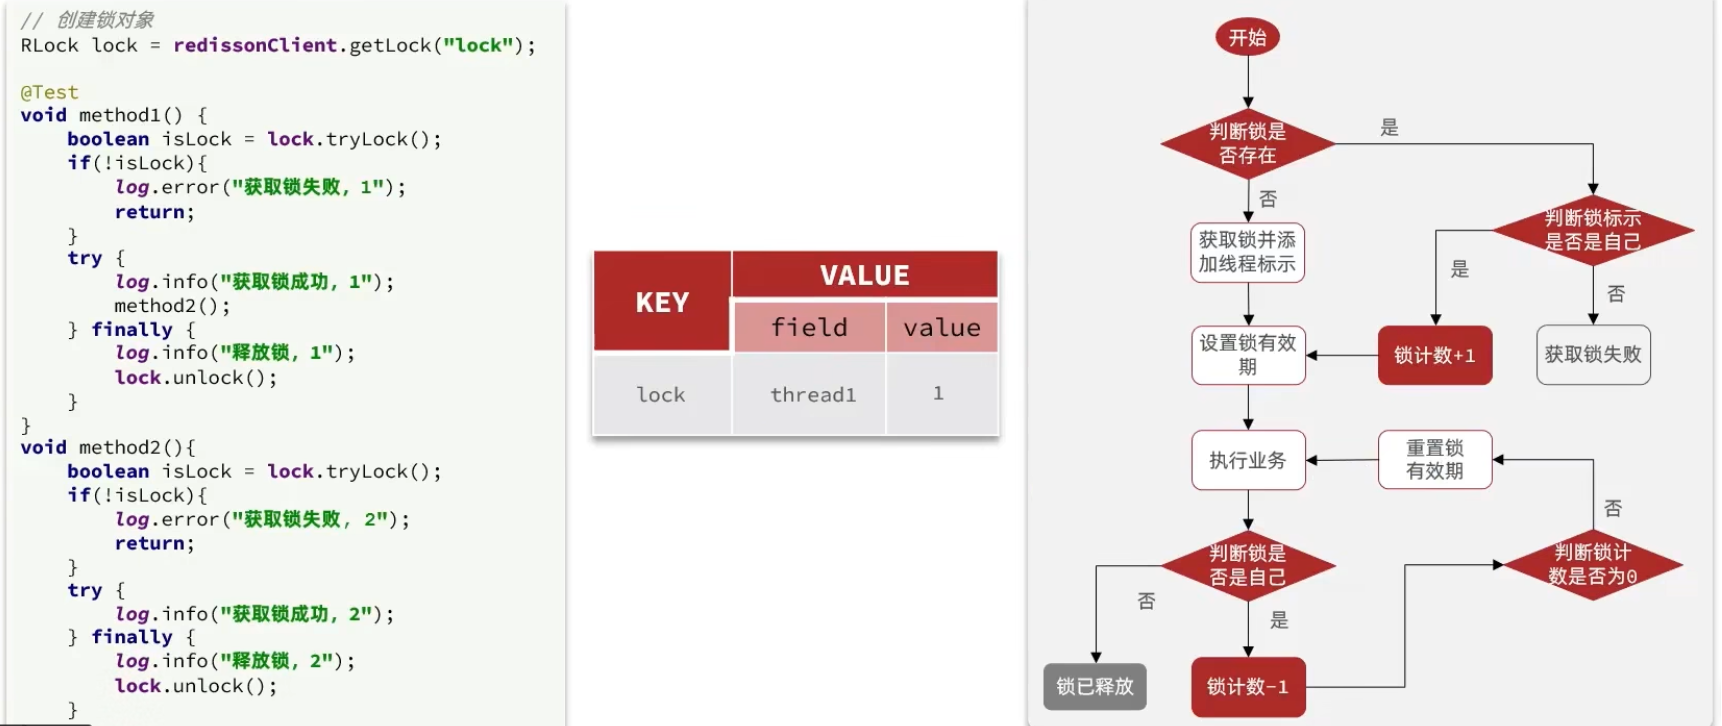 // 创建锁对象
RLock lock = redissonClient.getLock("lock");
@Test
void method1() {
    boolean isLock = lock.tryLock();
    if(!isLock){
        log.error("获取锁失败, 1");
        return;
    }
    try {
        log.info("获取锁成功, 1");
        method2();
    } finally {
        log.info("释放锁, 1");
        lock.unlock();
    }
}
void method2(){
    boolean isLock = lock.tryLock();
    if(!isLock){
        log.error("获取锁失败, 2");
        return;
    }
    try {
        log.info("获取锁成功, 2");
    } finally {
        log.info("释放锁, 2");
        lock.unlock();
    }
KEY
VALUE
field
value
lock
thread1
1
开始
判断锁是
否存在
是
否
判断锁标示
是否是自己
获取锁并添
加线程标示
是
否
设置锁有效
期
锁计数+1
获取锁失败
执行业务
重置锁
有效期
否
判断锁是
否是自己
判断锁计
数是否为0
否
是
锁已释放
锁计数-1